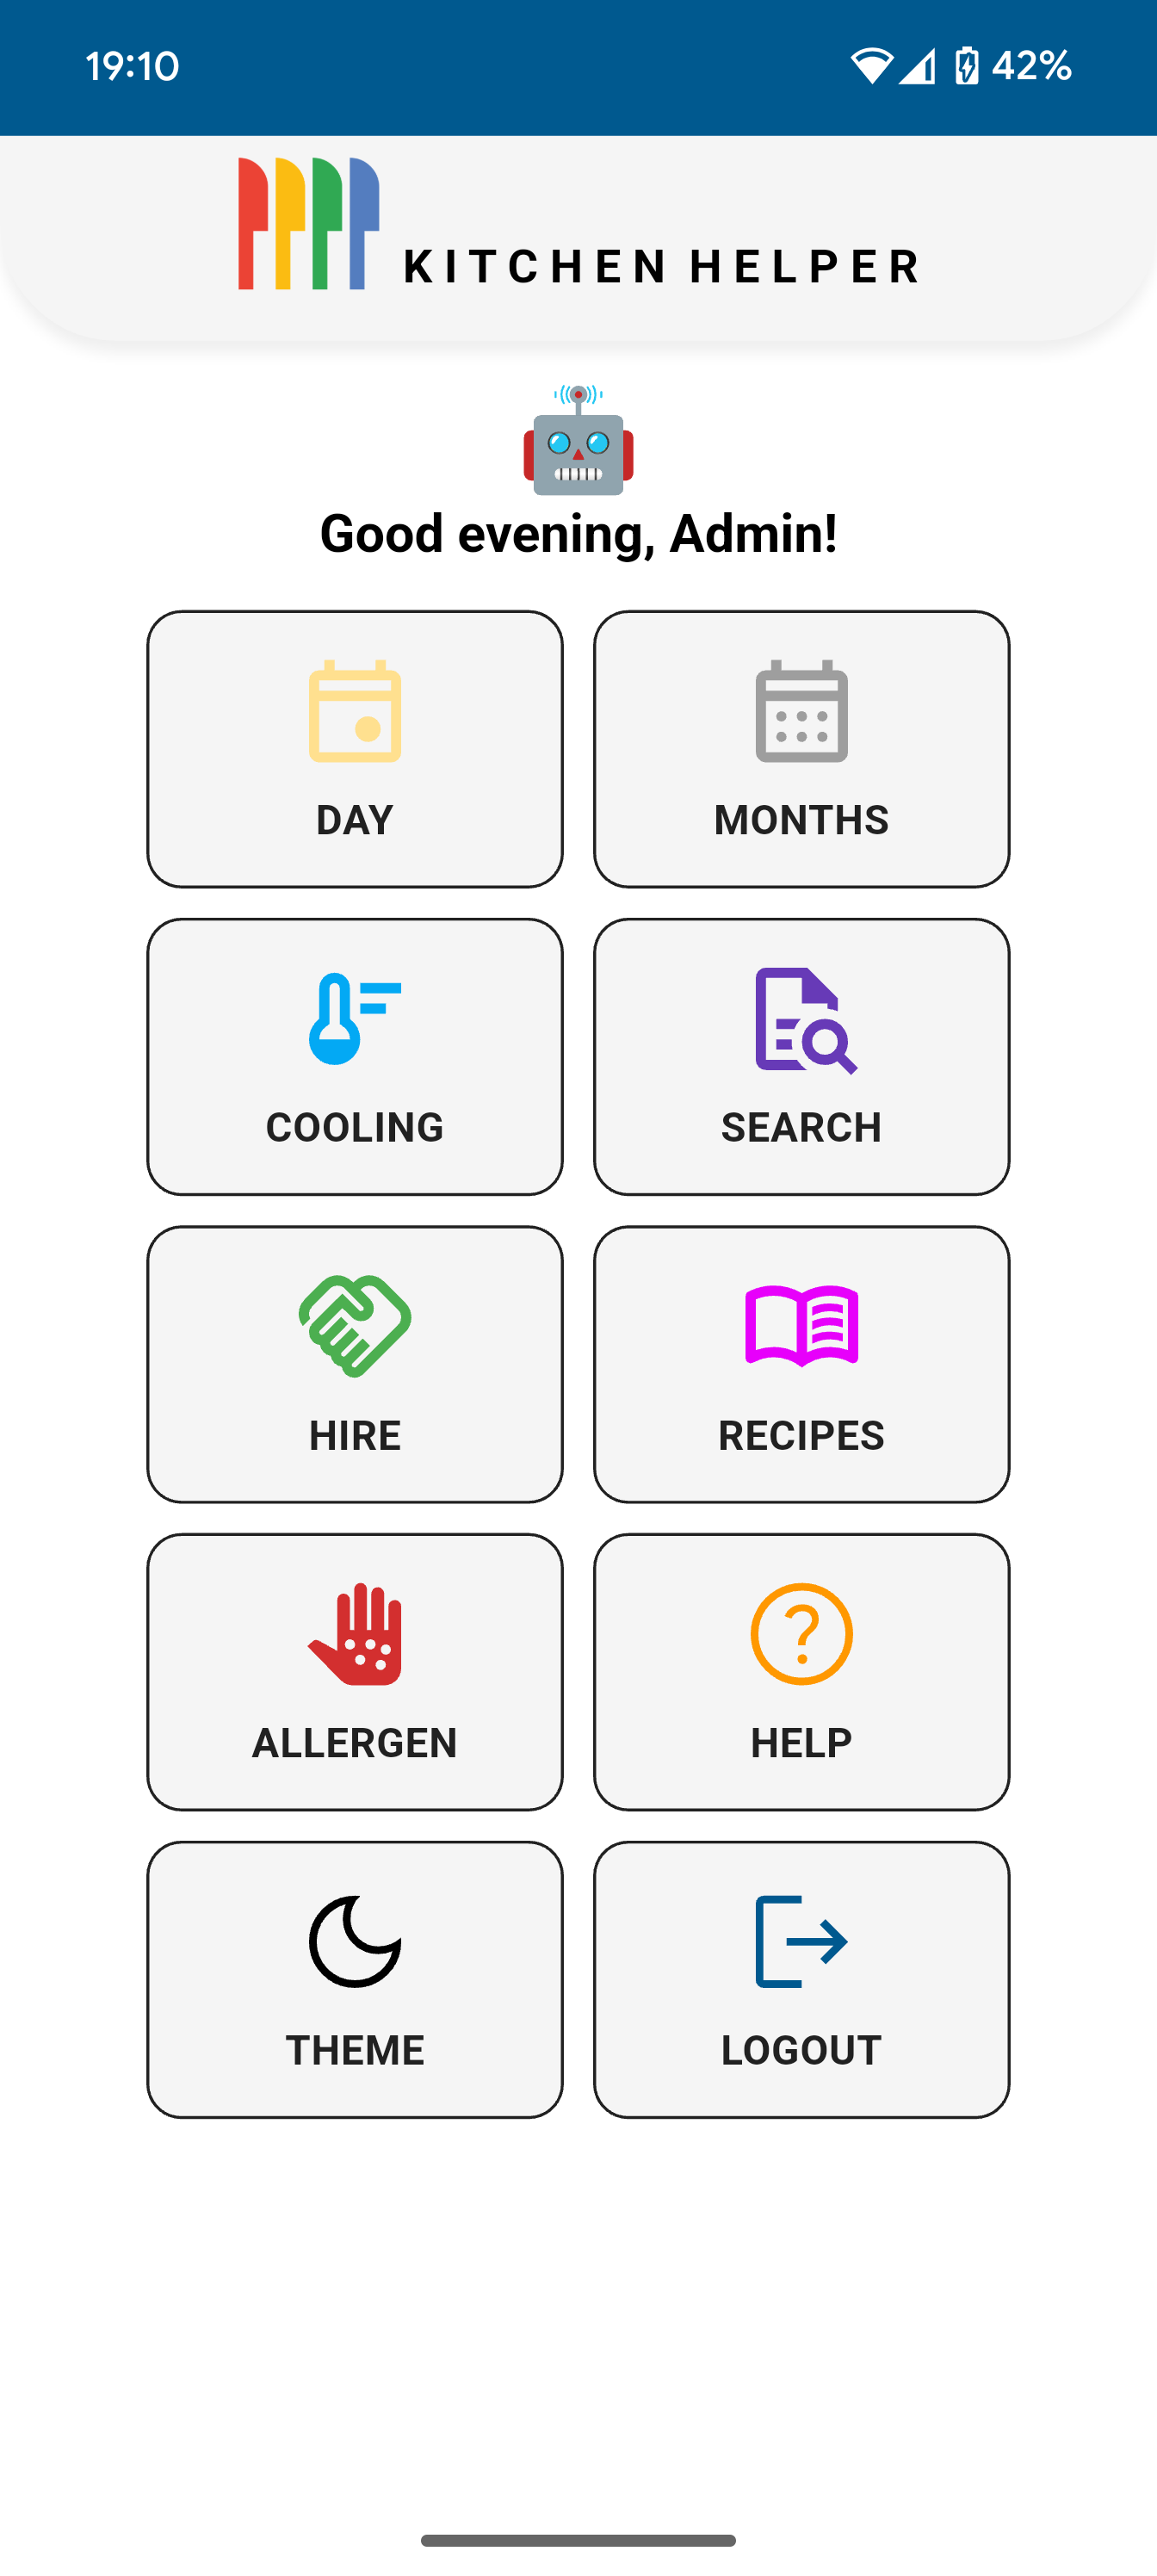 19:10
42%
KITCHEN HELPER
Good evening, Admin!
DAY
MONTHS
COOLING
SEARCH
HIRE
RECIPES
ALLERGEN
HELP
THEME
LOGOUT